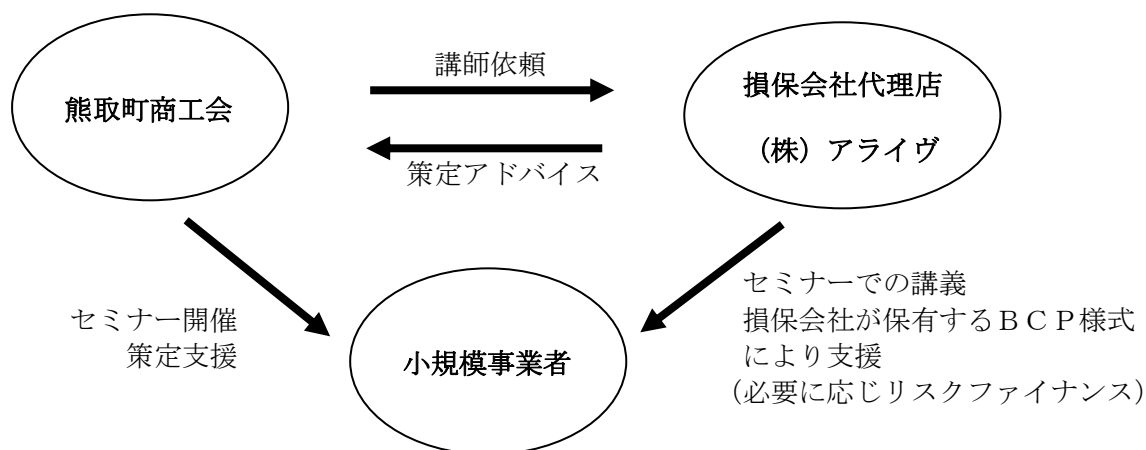 講師依頼
熊取町商工会
損保会社代理店
（株）アライヴ
策定アドバイス
セミナー開催
策定支援
小規模事業者
セミナーでの講義
損保会社が保有するＢＣＰ様式
により支援
（必要に応じリスクファイナンス）